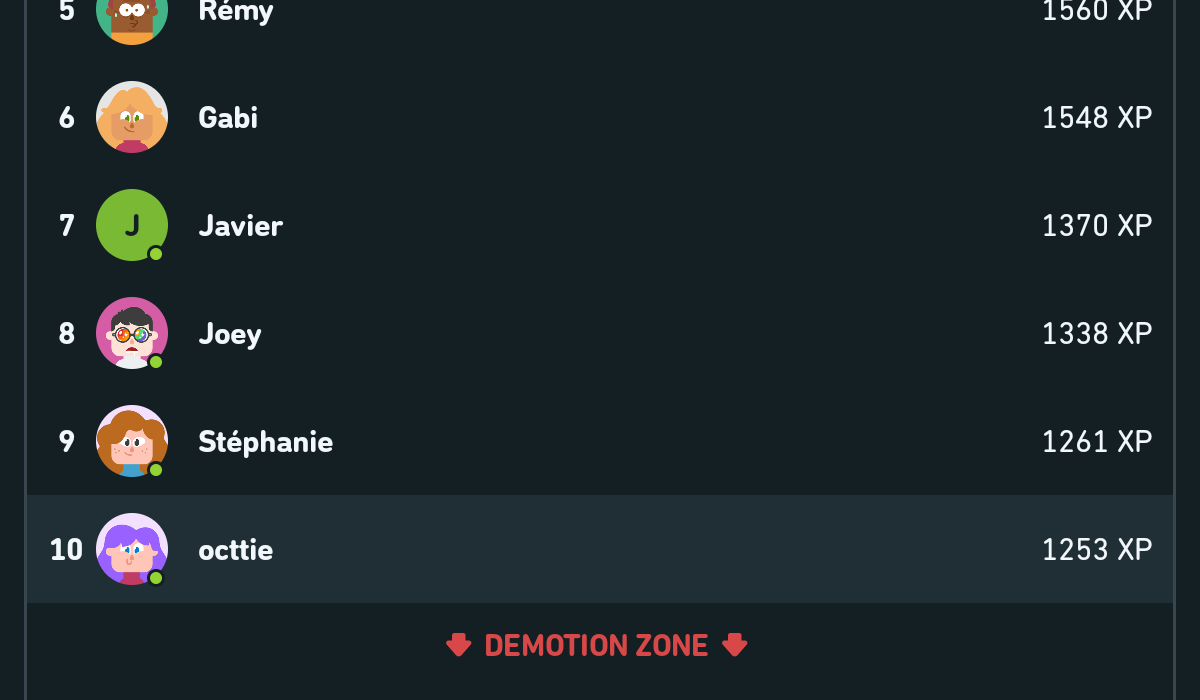 5 Rémy 1560 XP
6 Gabi 1548 XP
7 J Javier 1370 XP
8 Joey 1338 XP
9 Stéphanie 1261 XP
10 octtie 1253 XP
DEMOTION ZONE